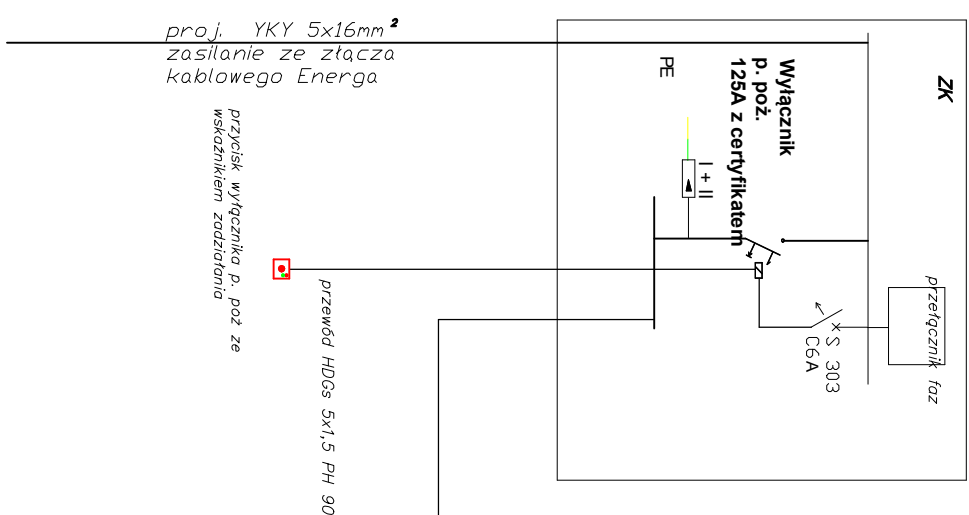 proj. YKY 5x16mm²
zasilanie ze złącza
kablowego Energa
przycisk wyłącznika p. poż ze
wskaźnikiem zadziałania
przewód HDGs 5x1,5 PH 90
PE
I + II
Wyłącznik
p. poż.
125A z certyfikatem
ZK
przełącznik faz
S 303
C6A